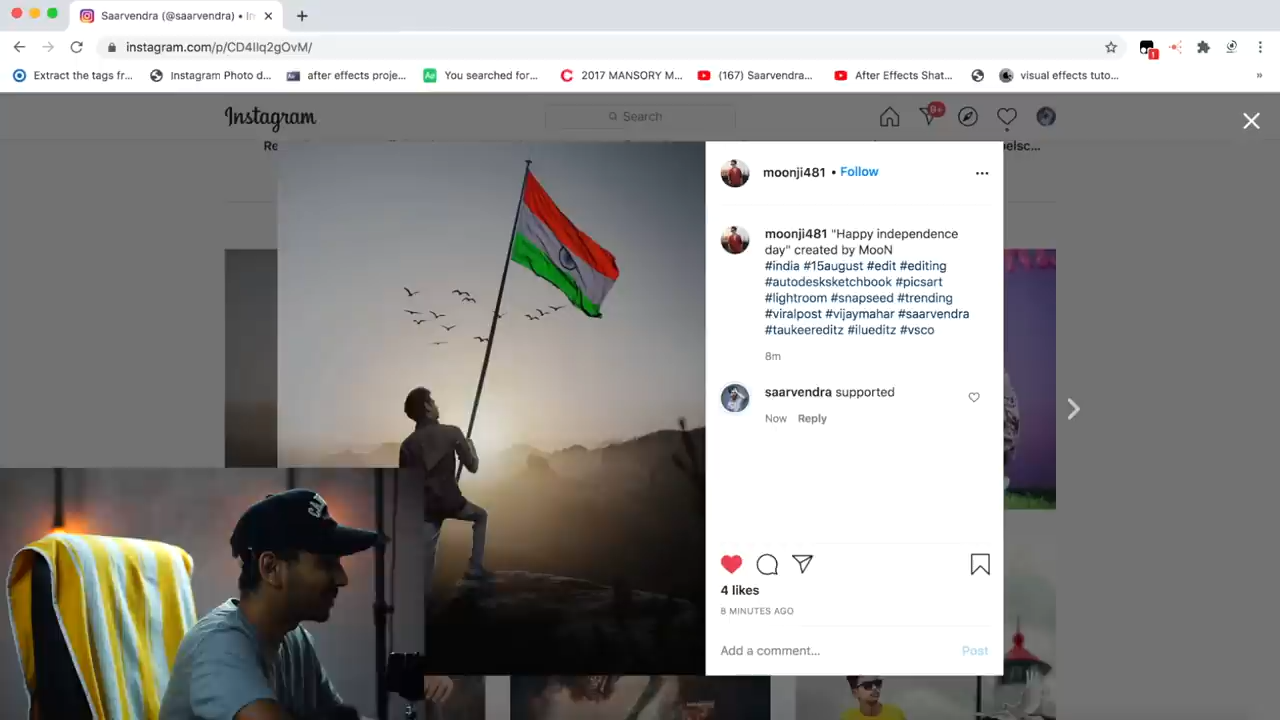 Saarvendra (@saarvendra) • In
instagram.com/p/CD4Ilq2gOvM/
1
Extract the tags fr...
Instagram Photo d...
after effects proje...
You searched for...
2017 MANSORY M...
(167) Saarvendra...
After Effects Shat...
visual effects tuto...
»
Instagram
Search
9+
moonji481 • Follow
moonji481 "Happy independence
day" created by MooN
#india #15august #edit #editing
#autodesksketchbook #picsart
#lightroom #snapseed #trending
#viralpost #vijaymahar #saarvendra
#taukeereditz #ilueditz #vsco
8m
saarvendra supported
Now Reply
4 likes
8 MINUTES AGO
Add a comment... Post